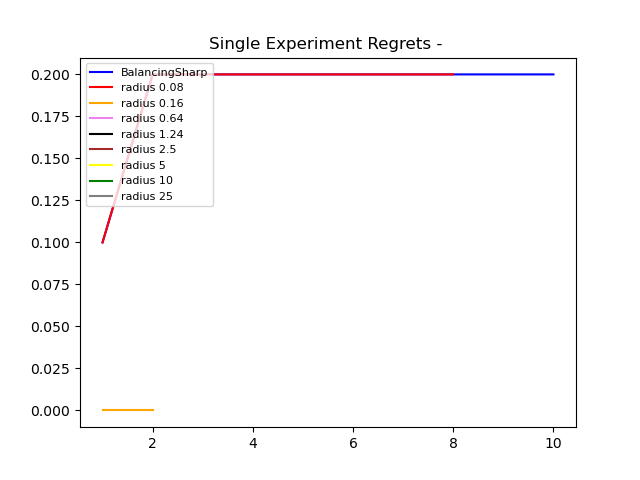 Single Experiment Regrets -
BalancingSharp
radius 0.08
radius 0.16
radius 0.64
radius 1.24
radius 2.5
radius 5
radius 10
radius 25
0.200
0.175
0.150
0.125
0.100
0.075
0.050
0.025
0.000
2 4 6 8 10